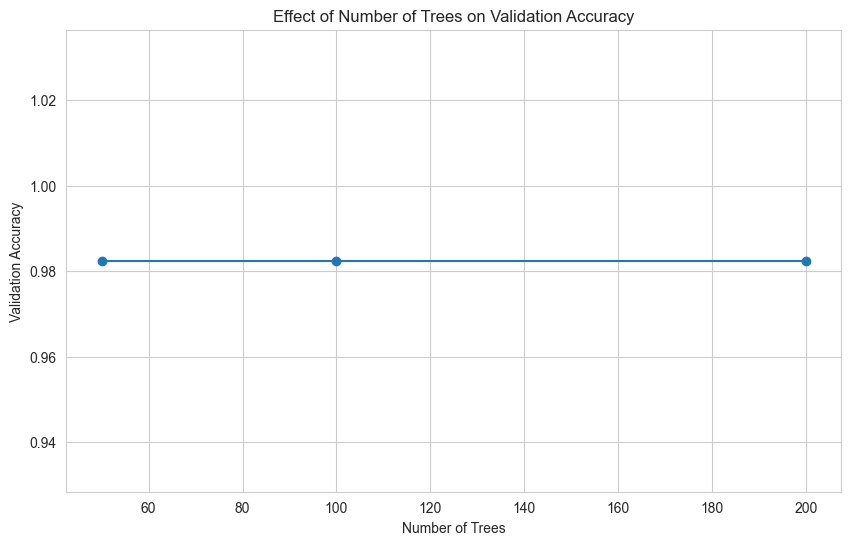 Effect of Number of Trees on Validation Accuracy
Validation Accuracy
1.02
1.00
0.98
0.96
0.94
60 80 100 120 140 160 180 200
Number of Trees